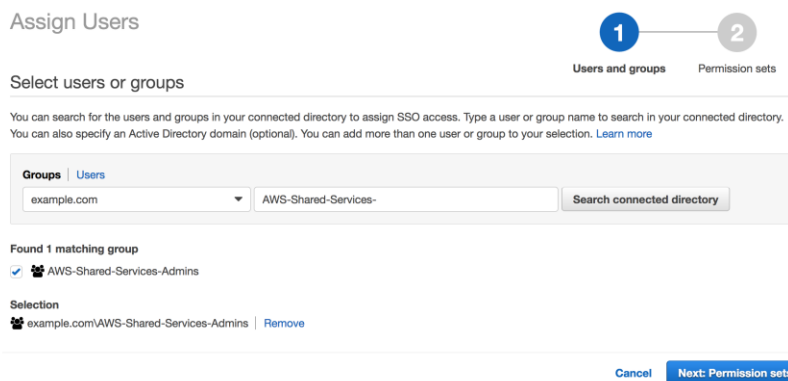 Assign Users
1
2
Users and groups
Permission sets
Select users or groups
You can search for the users and groups in your connected directory to assign SSO access. Type a user or group name to search in your connected directory.
You can also specify an Active Directory domain (optional). You can add more than one user or group to your selection. Learn more
Groups | Users
example.com
AWS-Shared-Services-
Search connected directory
Found 1 matching group
AWS-Shared-Services-Admins
Selection
example.com\AWS-Shared-Services-Admins | Remove
Cancel
Next: Permission sets